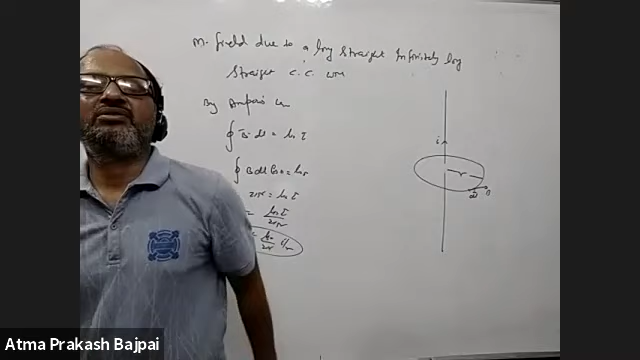 M. field due to a long straight Infinitely long
straight C.C. wire
By Ampere's law
∮ B⃗·dl = μ₀ I
∮ B dl cos θ = μ₀ I
2πr = μ₀ I
= μ₀ I / 2πr
= μ₀ / 2π I/r
i
r
dl B
Atma Prakash Bajpai